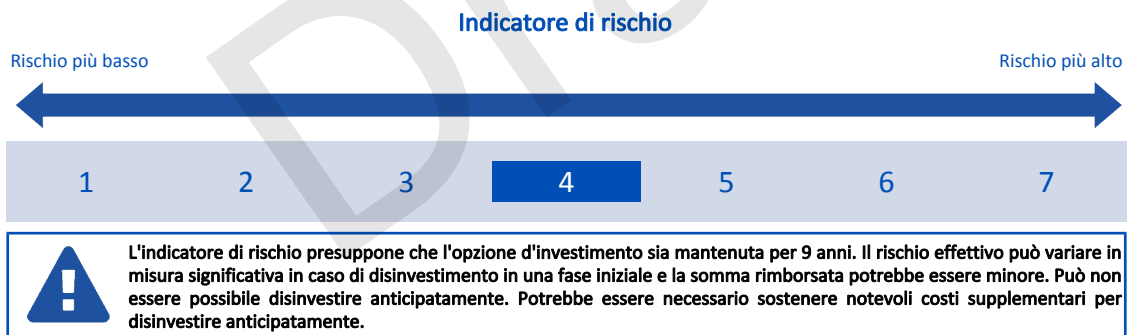 Indicatore di rischio
Rischio più basso
Rischio più alto
1 2 3 4 5 6 7
L'indicatore di rischio presuppone che l'opzione d'investimento sia mantenuta per 9 anni. Il rischio effettivo può variare in
misura significativa in caso di disinvestimento in una fase iniziale e la somma rimborsata potrebbe essere minore. Può non
essere possibile disinvestire anticipatamente. Potrebbe essere necessario sostenere notevoli costi supplementari per
disinvestire anticipatamente.